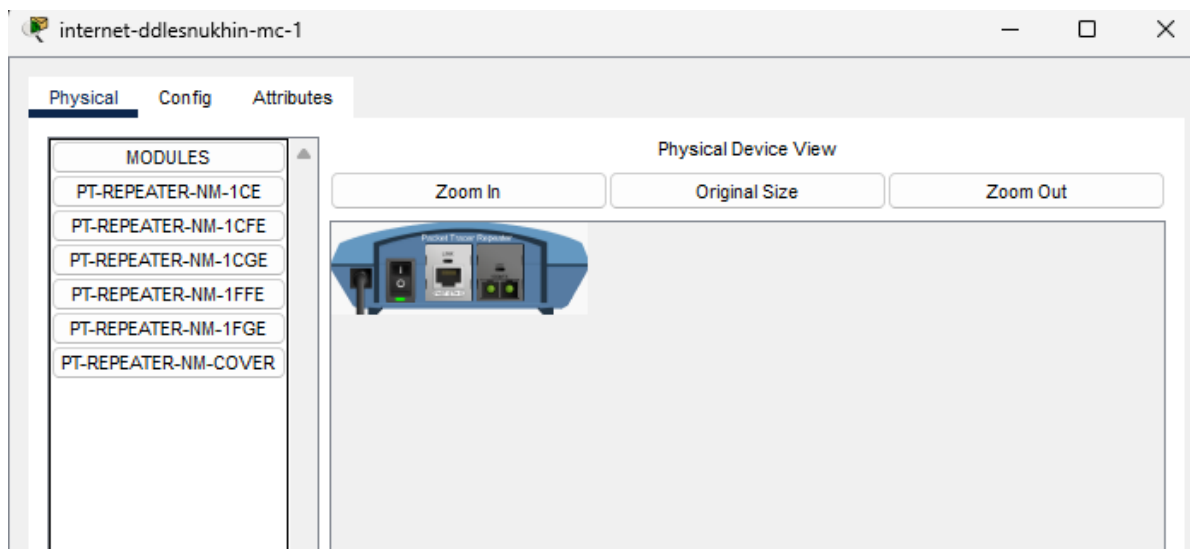 internet-ddlesnukhin-mc-1
Physical Config Attributes
MODULES
PT-REPEATER-NM-1CE
PT-REPEATER-NM-1CFE
PT-REPEATER-NM-1CGE
PT-REPEATER-NM-1FFE
PT-REPEATER-NM-1FGE
PT-REPEATER-NM-COVER
Physical Device View
Zoom In Original Size Zoom Out
Packet Tracer Repeater